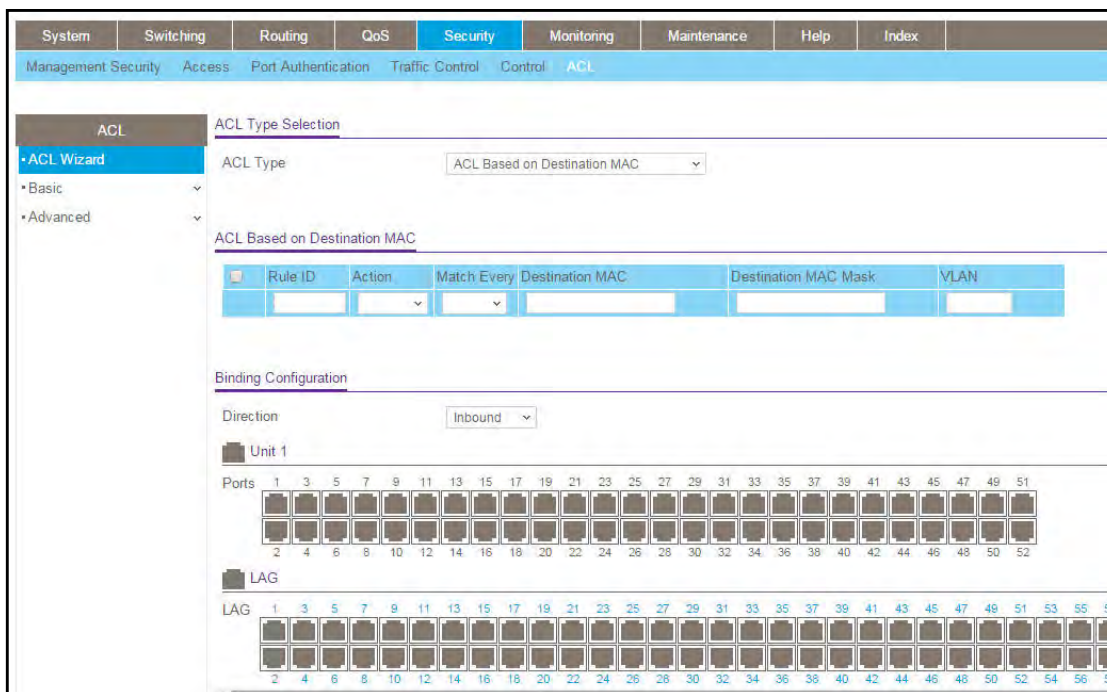 System Switching Routing QoS Security Monitoring Maintenance Help Index
Management Security Access Port Authentication Traffic Control Control ACL
ACL
ACL Wizard
Basic
Advanced
ACL Type Selection
ACL Type ACL Based on Destination MAC
ACL Based on Destination MAC
Rule ID Action Match Every Destination MAC Destination MAC Mask VLAN
Binding Configuration
Direction Inbound
Unit 1
Ports 1 3 5 7 9 11 13 15 17 19 21 23 25 27 29 31 33 35 37 39 41 43 45 47 49 51
2 4 6 8 10 12 14 16 18 20 22 24 26 28 30 32 34 36 38 40 42 44 46 48 50 52
LAG
LAG 1 3 5 7 9 11 13 15 17 19 21 23 25 27 29 31 33 35 37 39 41 43 45 47 49 51 53 55
2 4 6 8 10 12 14 16 18 20 22 24 26 28 30 32 34 36 38 40 42 44 46 48 50 52 54 56